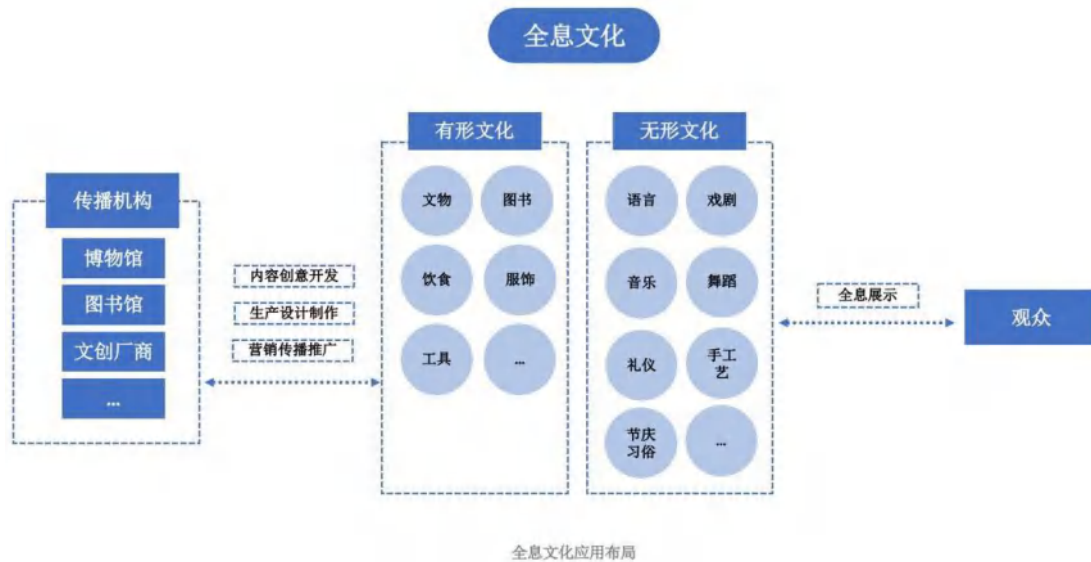 全息文化
传播机构
博物馆
图书馆
文创厂商
...
内容创意开发
生产设计制作
营销传播推广
有形文化
文物
图书
饮食
服饰
工具
...
无形文化
语言
戏剧
音乐
舞蹈
礼仪
手工
艺
节庆
习俗
...
全息展示
观众
全息文化应用布局